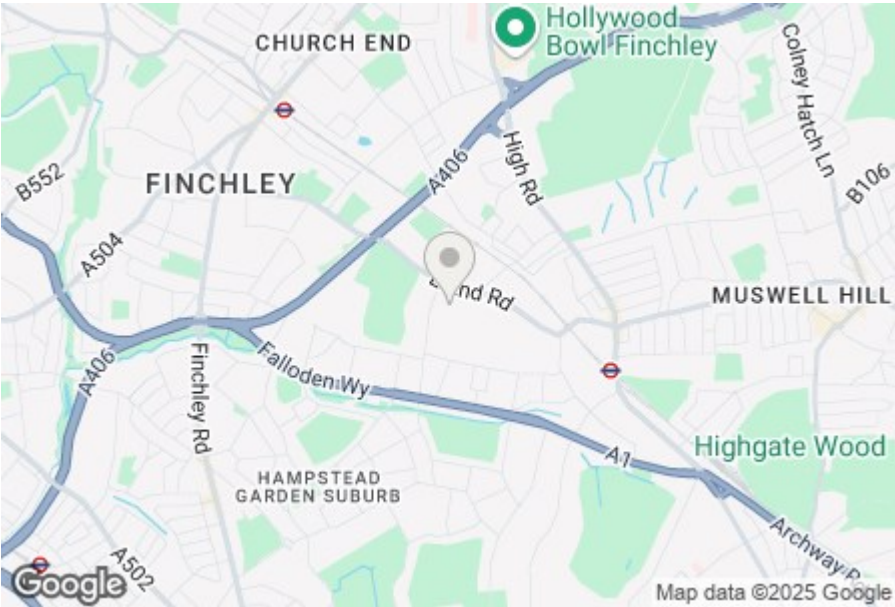 Hollywood
Bowl Finchley
CHURCH END
Colney Hatch Ln
High Rd
A406
B552
FINCHLEY
B106
A504
MUSWELL HILL
A406
Finchley Rd
Falloden Wy
Highgate Wood
A1
HAMPSTEAD
GARDEN SUBURB
A502
Archway
Google
Map data ©2025 Google